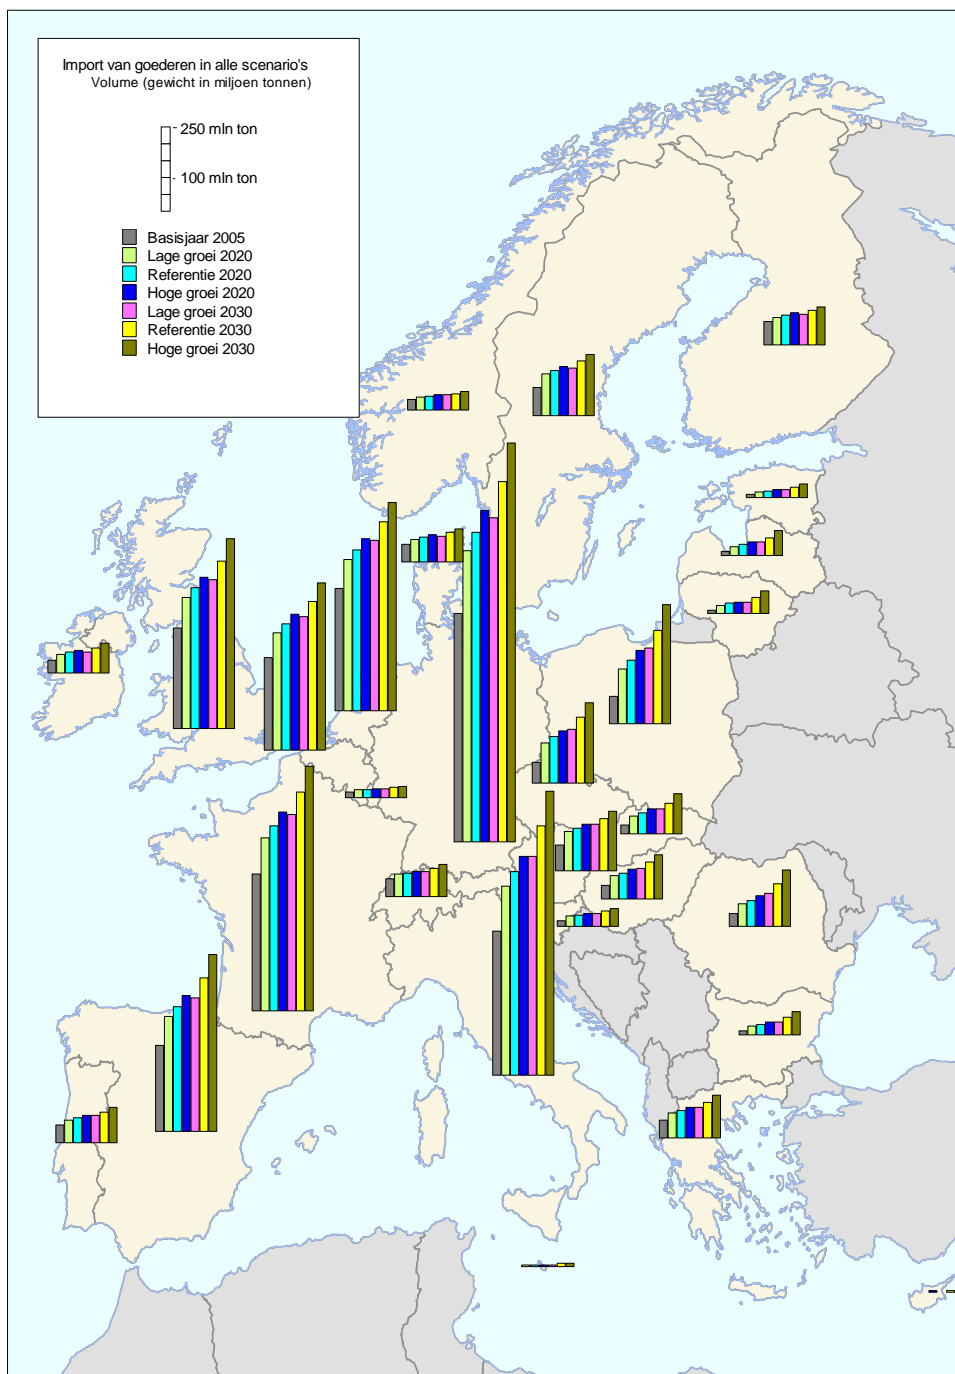 Import van goederen in alle scenario's
Volume (gewicht in miljoen tonnen)
250 mln ton
100 mln ton
Basisjaar 2005
Lage groei 2020
Referentie 2020
Hoge groei 2020
Lage groei 2030
Referentie 2030
Hoge groei 2030